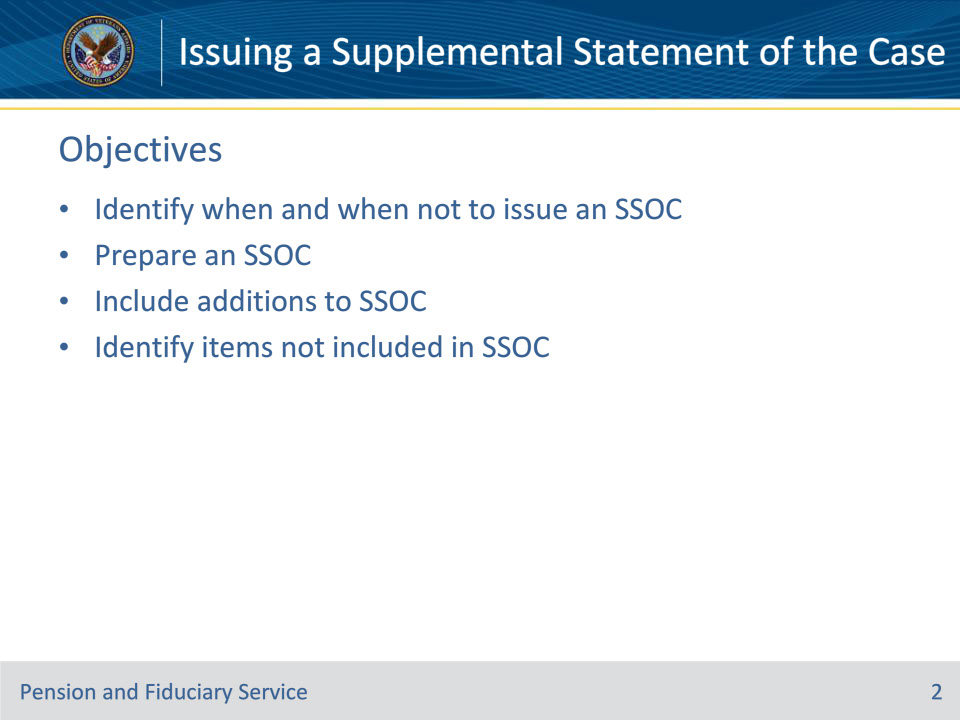 Issuing a Supplemental Statement of the Case
Objectives
• Identify when and when not to issue an SSOC
• Prepare an SSOC
• Include additions to SSOC
• Identify items not included in SSOC
Pension and Fiduciary Service
2